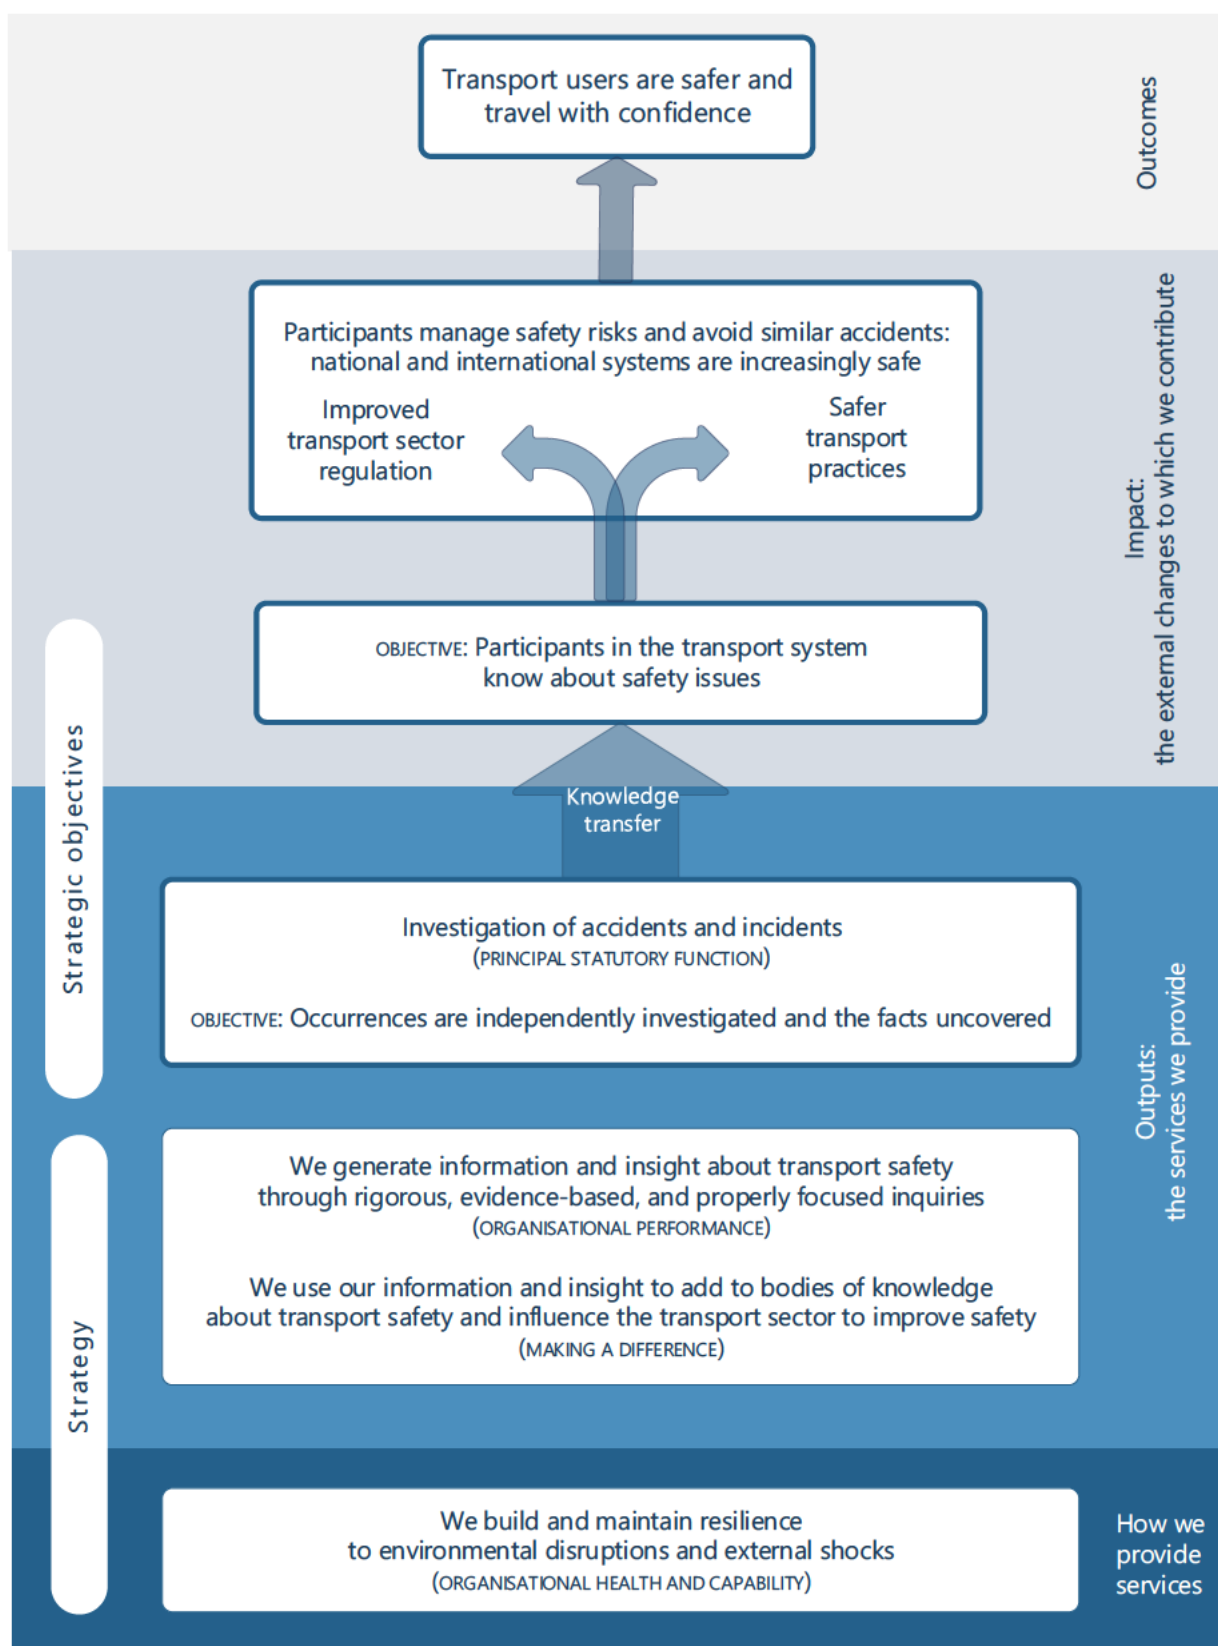 Transport users are safer and
travel with confidence
Outcomes
Participants manage safety risks and avoid similar accidents:
national and international systems are increasingly safe
Improved
transport sector
regulation
Safer
transport
practices
Impact:
the external changes to which we contribute
OBJECTIVE: Participants in the transport system
know about safety issues
Strategic objectives
Knowledge
transfer
Investigation of accidents and incidents
(PRINCIPAL STATUTORY FUNCTION)
OBJECTIVE: Occurrences are independently investigated and the facts uncovered
Outputs:
the services we provide
Strategy
We generate information and insight about transport safety
through rigorous, evidence-based, and properly focused inquiries
(ORGANISATIONAL PERFORMANCE)
We use our information and insight to add to bodies of knowledge
about transport safety and influence the transport sector to improve safety
(MAKING A DIFFERENCE)
We build and maintain resilience
to environmental disruptions and external shocks
(ORGANISATIONAL HEALTH AND CAPABILITY)
How we
provide
services